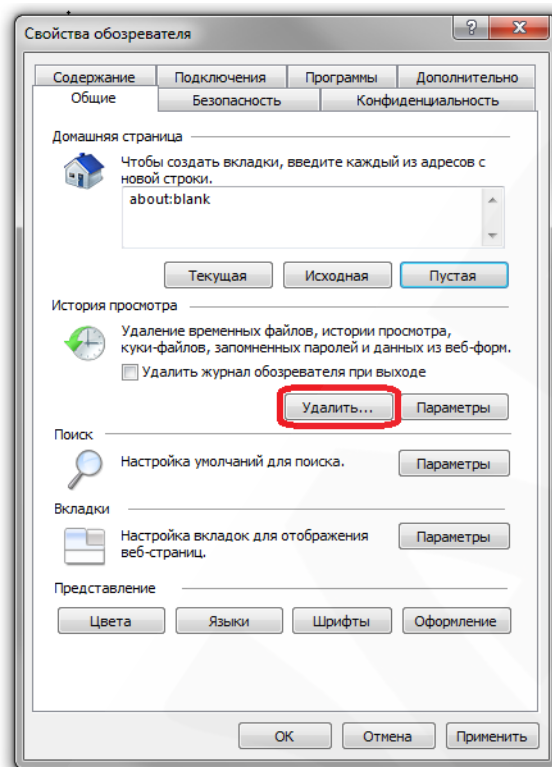 Свойства обозревателя
Содержание Подключения Программы Дополнительно
Общие Безопасность Конфиденциальность
Домашняя страница
Чтобы создать вкладки, введите каждый из адресов с
новой строки.
about:blank
Текущая Исходная Пустая
История просмотра
Удаление временных файлов, истории просмотра,
куки-файлов, запомненных паролей и данных из веб-форм.
Удалить журнал обозревателя при выходе
Удалить... Параметры
Поиск
Настройка умолчаний для поиска. Параметры
Вкладки
Настройка вкладок для отображения Параметры
веб-страниц.
Представление
Цвета Языки Шрифты Оформление
ОК Отмена Применить